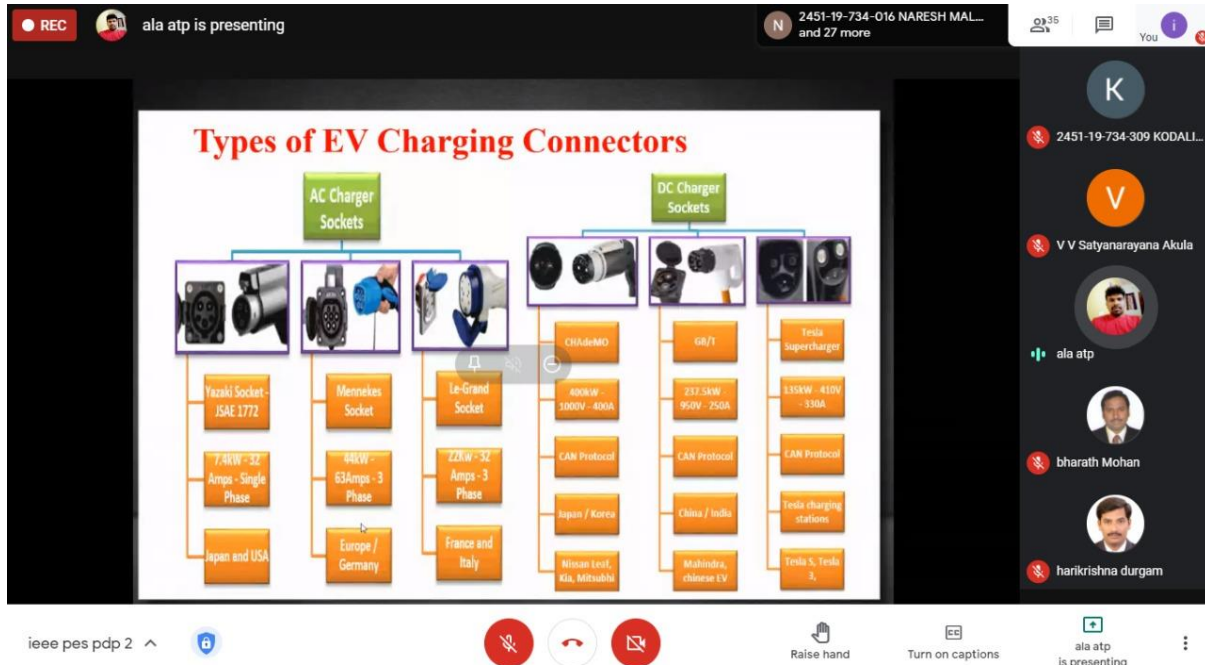 REC
ala atp is presenting
N
2451-19-734-016 NARESH MAL...
and 27 more
35
You
i
Types of EV Charging Connectors
AC Charger
Sockets
DC Charger
Sockets
Yazaki Socket -
JSAE 1772
Mennekes
Socket
Le-Grand
Socket
7.4kW - 32
Amps - Single
Phase
44kW -
63Amps - 3
Phase
22Kw - 32
Amps - 3
Phase
Japan and USA
Europe /
Germany
France and
Italy
CHAdeMO
GB/T
Tesla
Supercharger
400kW -
1000V - 400A
237.5kW -
950V - 250A
135kW - 410V
- 330A
CAN Protocol
CAN Protocol
CAN Protocol
Japan / Korea
China / India
Tesla charging
stations
Nissan Leaf,
Kia, Mitsubhi
Mahindra,
chinese EV
Tesla S, Tesla
3,
K
2451-19-734-309 KODALI...
V
V V Satyanarayana Akula
ala atp
bharath Mohan
harikrishna durgam
ieee pes pdp 2
Raise hand
CC
Turn on captions
ala atp
is presenting